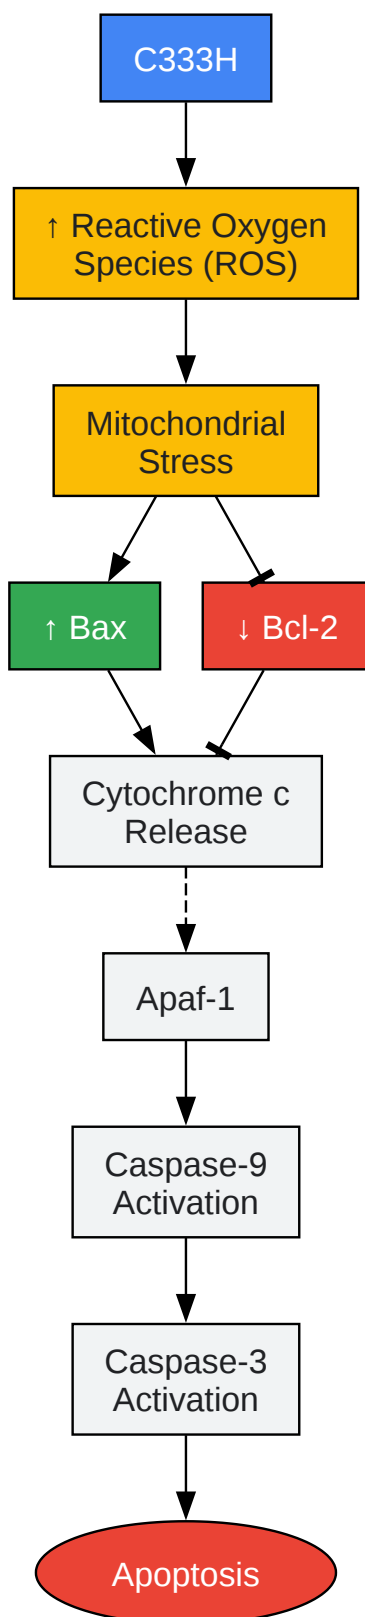 C333H
↑ Reactive Oxygen
Species (ROS)
Mitochondrial
Stress
↑ Bax
↓ Bcl-2
Cytochrome c
Release
Apaf-1
Caspase-9
Activation
Caspase-3
Activation
Apoptosis